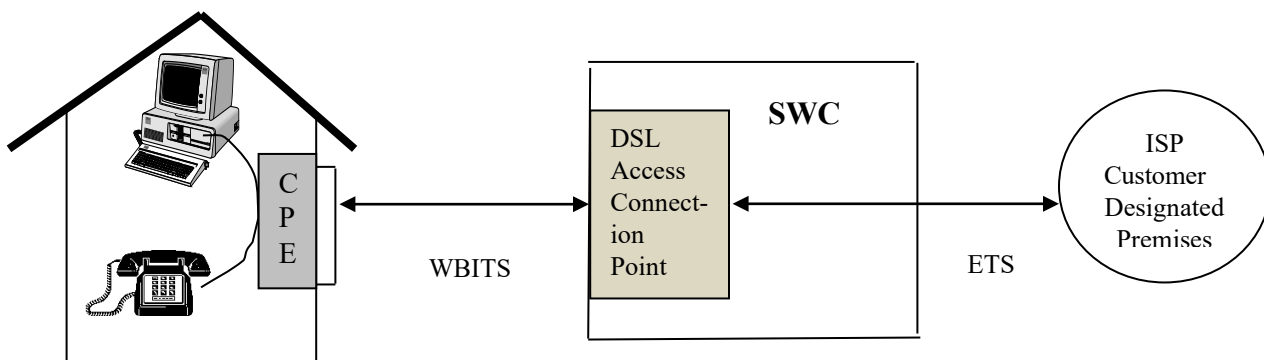 C
P
E
WBITS
DSL
Access
Connect-
ion
Point
SWC
ETS
ISP
Customer
Designated
Premises